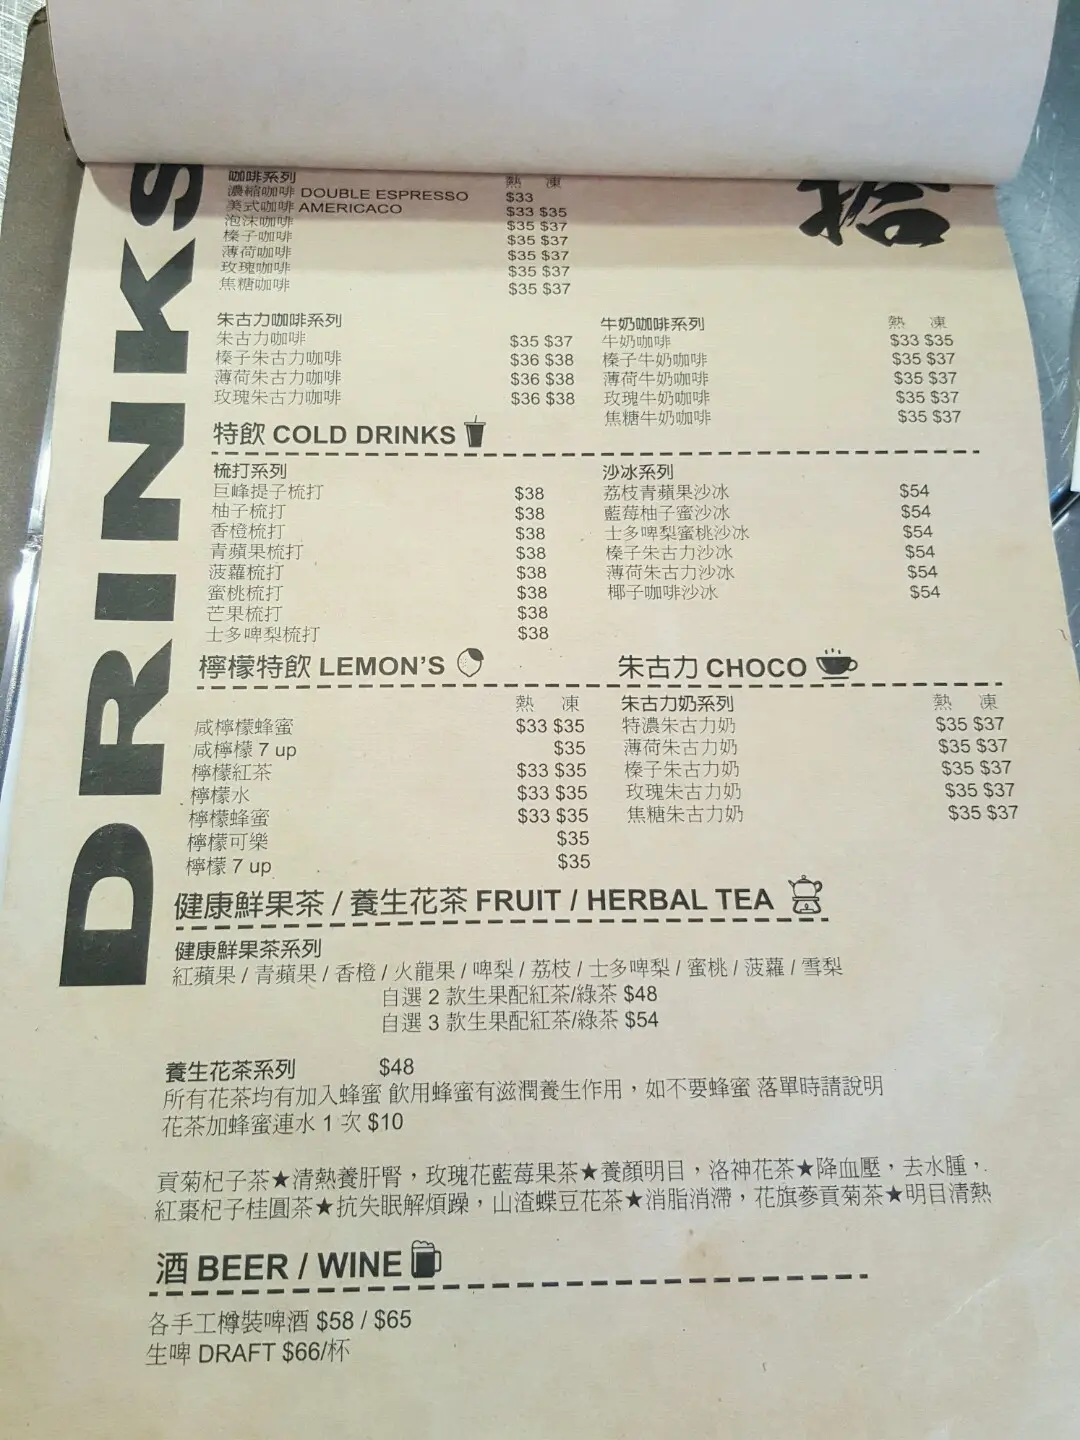 DRINKS
拾
咖啡系列 熱 凍
濃縮咖啡 DOUBLE ESPRESSO $33
美式咖啡 AMERICACO $33 $35
泡沫咖啡 $35 $37
榛子咖啡 $35 $37
薄荷咖啡 $35 $37
玫瑰咖啡 $35 $37
焦糖咖啡 $35 $37
朱古力咖啡系列
朱古力咖啡 $35 $37
榛子朱古力咖啡 $36 $38
薄荷朱古力咖啡 $36 $38
玫瑰朱古力咖啡 $36 $38
牛奶咖啡系列 熱 凍
牛奶咖啡 $33 $35
榛子牛奶咖啡 $35 $37
薄荷牛奶咖啡 $35 $37
玫瑰牛奶咖啡 $35 $37
焦糖牛奶咖啡 $35 $37
特飲 COLD DRINKS
梳打系列
巨峰提子梳打 $38
柚子梳打 $38
香橙梳打 $38
青蘋果梳打 $38
菠蘿梳打 $38
蜜桃梳打 $38
芒果梳打 $38
士多啤梨梳打 $38
沙冰系列
荔枝青蘋果沙冰 $54
藍莓柚子蜜沙冰 $54
士多啤梨蜜桃沙冰 $54
榛子朱古力沙冰 $54
薄荷朱古力沙冰 $54
椰子咖啡沙冰 $54
檸檬特飲 LEMON'S
熱 凍
咸檸檬蜂蜜 $33 $35
咸檸檬 7 up $35
檸檬紅茶 $33 $35
檸檬水 $33 $35
檸檬蜂蜜 $33 $35
檸檬可樂 $35
檸檬 7 up $35
朱古力 CHOCO
朱古力奶系列 熱 凍
特濃朱古力奶 $35 $37
薄荷朱古力奶 $35 $37
榛子朱古力奶 $35 $37
玫瑰朱古力奶 $35 $37
焦糖朱古力奶 $35 $37
健康鮮果茶 / 養生花茶 FRUIT / HERBAL TEA
健康鮮果茶系列
紅蘋果 / 青蘋果 / 香橙 / 火龍果 / 啤梨 / 荔枝 / 士多啤梨 / 蜜桃 / 菠蘿 / 雪梨
自選 2 款生果配紅茶/綠茶 $48
自選 3 款生果配紅茶/綠茶 $54
養生花茶系列 $48
所有花茶均有加入蜂蜜 飲用蜂蜜有滋潤養生作用，如不要蜂蜜 落單時請說明
花茶加蜂蜜連水 1 次 $10
貢菊杞子茶★清熱養肝腎，玫瑰花藍莓果茶★養顏明目，洛神花茶★降血壓，去水腫，
紅棗杞子桂圓茶★抗失眠解煩躁，山渣蝶豆花茶★消脂消滯，花旗蔘貢菊茶★明目清熱
酒 BEER / WINE
各手工樽裝啤酒 $58 / $65
生啤 DRAFT $66/杯